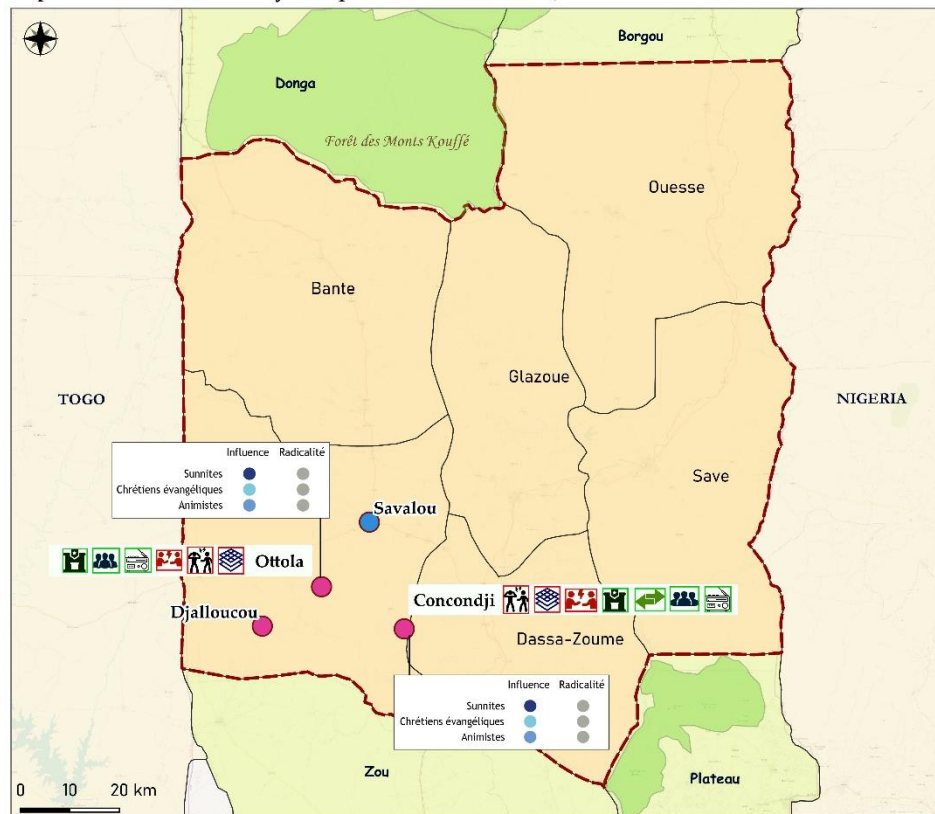 Borgou
Donga
Forêt des Monts Kouffé
Ouesse
Bante
Glazoue
TOGO
NIGERIA
Influence Radicalité
Sunnites
Chrétiens évangéliques
Animistes
Save
Savalou
Ottola
Concondji
Djalloucou
Dassa-Zoume
Influence Radicalité
Sunnites
Chrétiens évangéliques
Animistes
Zou
Plateau
0 10 20 km